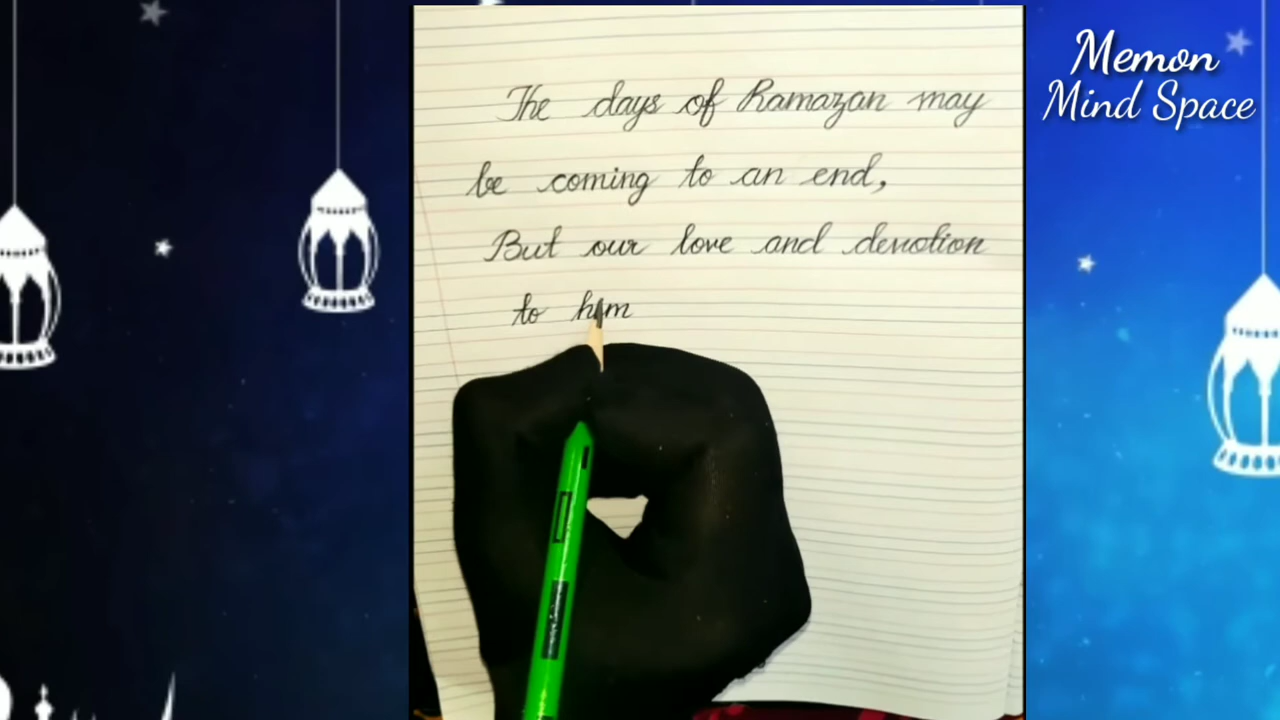 Memon
Mind Space
The days of Ramazan may
be coming to an end,
But our love and devotion
to him